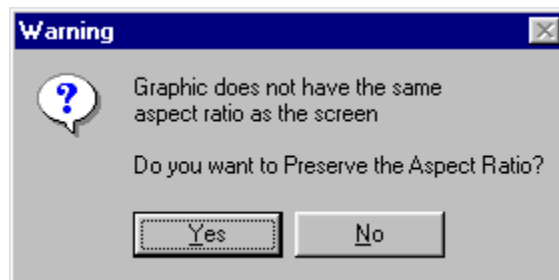 Warning
?
Graphic does not have the same
aspect ratio as the screen
Do you want to Preserve the Aspect Ratio?
Yes No